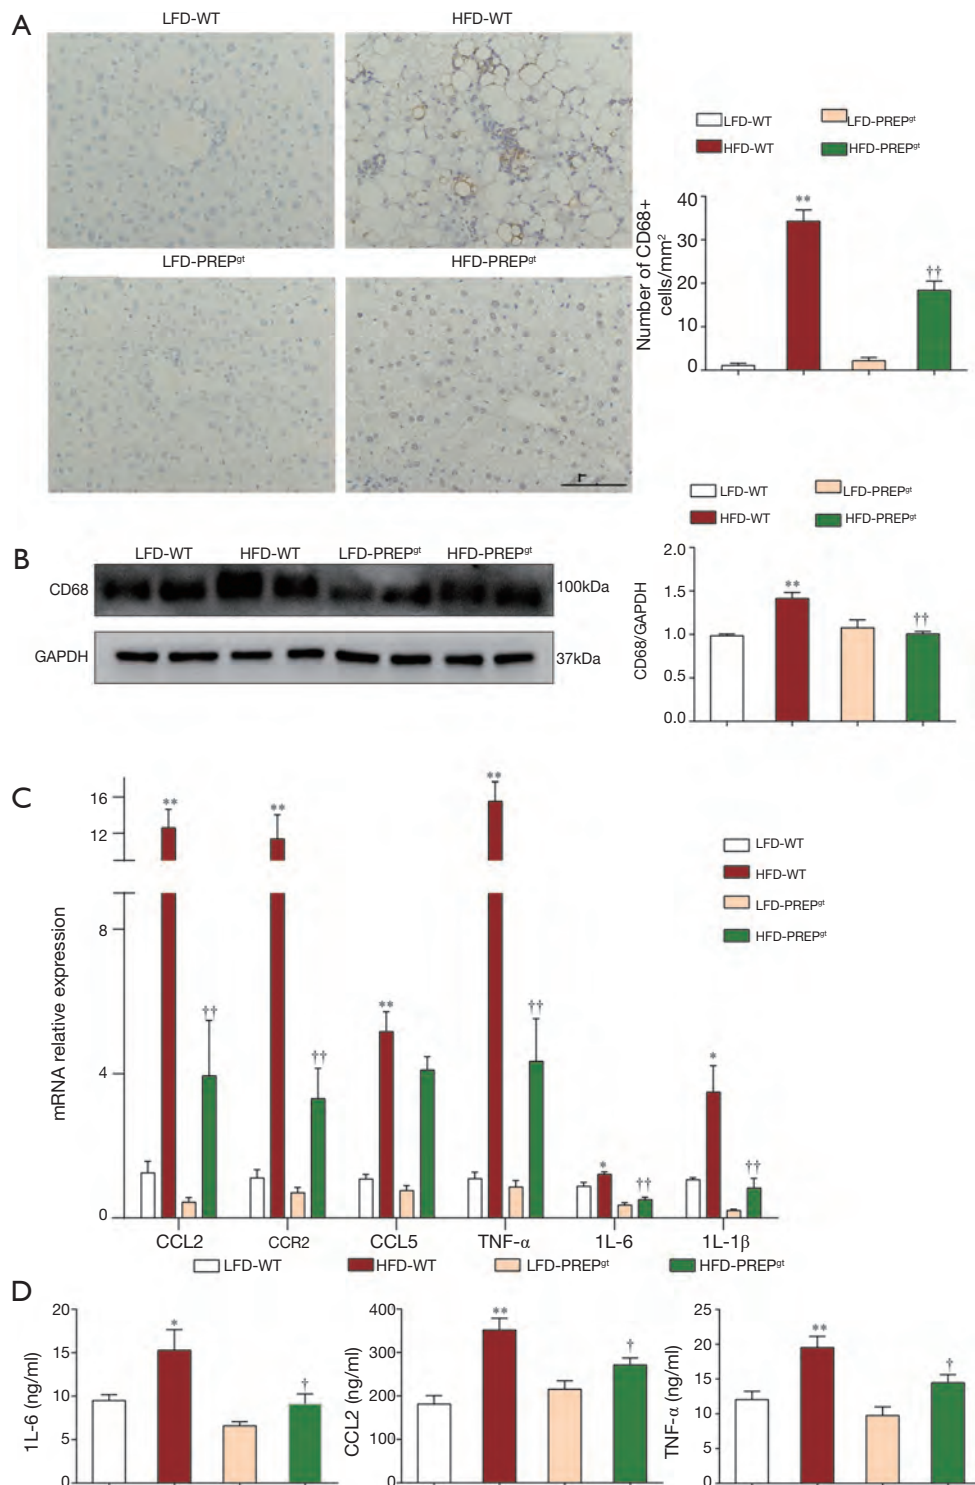 A
LFD-WT
HFD-WT
LFD-PREPgt
HFD-PREPgt
LFD-WT
LFD-PREPgt
HFD-WT
HFD-PREPgt
Number of CD68+
cells/mm²
40
30
20
10
0
**
††
B
LFD-WT
HFD-WT
LFD-PREPgt
HFD-PREPgt
CD68
100kDa
GAPDH
37kDa
LFD-WT
LFD-PREPgt
HFD-WT
HFD-PREPgt
CD68/GAPDH
2.0
1.5
1.0
0.5
0.0
**
††
C
mRNA relative expression
16
12
8
4
0
**
††
**
††
**
**
††
*
††
*
††
CCL2
CCR2
CCL5
TNF-α
1L-6
1L-1β
LFD-WT
HFD-WT
LFD-PREPgt
HFD-PREPgt
LFD-WT
HFD-WT
LFD-PREPgt
HFD-PREPgt
D
1L-6 (ng/ml)
20
15
10
5
0
*
†
CCL2 (ng/ml)
400
300
200
100
0
**
†
TNF-α (ng/ml)
25
20
15
10
5
0
**
†